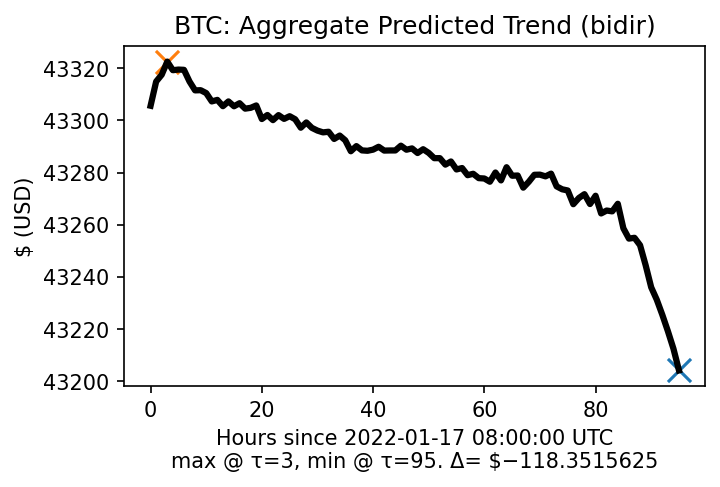 BTC: Aggregate Predicted Trend (bidir)
$ (USD)
43320
43300
43280
43260
43240
43220
43200
0 20 40 60 80
Hours since 2022-01-17 08:00:00 UTC
max @ τ=3, min @ τ=95. Δ= $−118.3515625